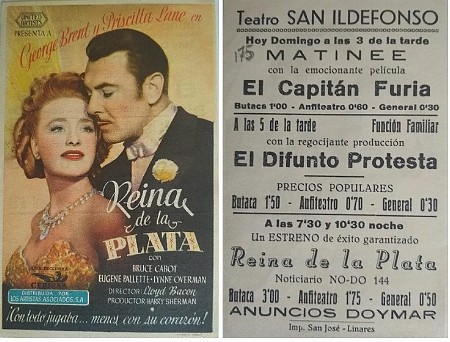 UNITED ARTISTS
PRESENTA A
George Brent y Priscilla Lane en
Reina
de la
PLATA
CON
BRUCE CABOT
EUGENE PALLETTE-LYNNE OVERMAN
DIRECTOR: Lloyd Bacon
PRODUCTOR: HARRY SHERMAN
DISTRIBUIDA POR
LOS ARTISTAS ASOCIADOS, S.A.
¡Con todo jugaba... menos con su corazón!
Teatro SAN ILDEFONSO
Hoy Domingo a las 3 de la tarde
175
MATINEE
con la emocionante película
El Capitán Furia
Butaca 1'00 - Anfiteatro 0'60 - General 0'30
A las 5 de la tarde Función Familiar
con la regocijante producción
El Difunto Protesta
PRECIOS POPULARES
Butaca 1'50 - Anfiteatro 0'70 - General 0'30
A las 7'30 y 10'30 noche
Un ESTRENO de éxito garantizado
Reina de la Plata
Noticiario NO-DO 144
Butaca 3'00 - Anfiteatro 1'75 - General 0'50
ANUNCIOS DOYMAR
Imp. San José - Linares